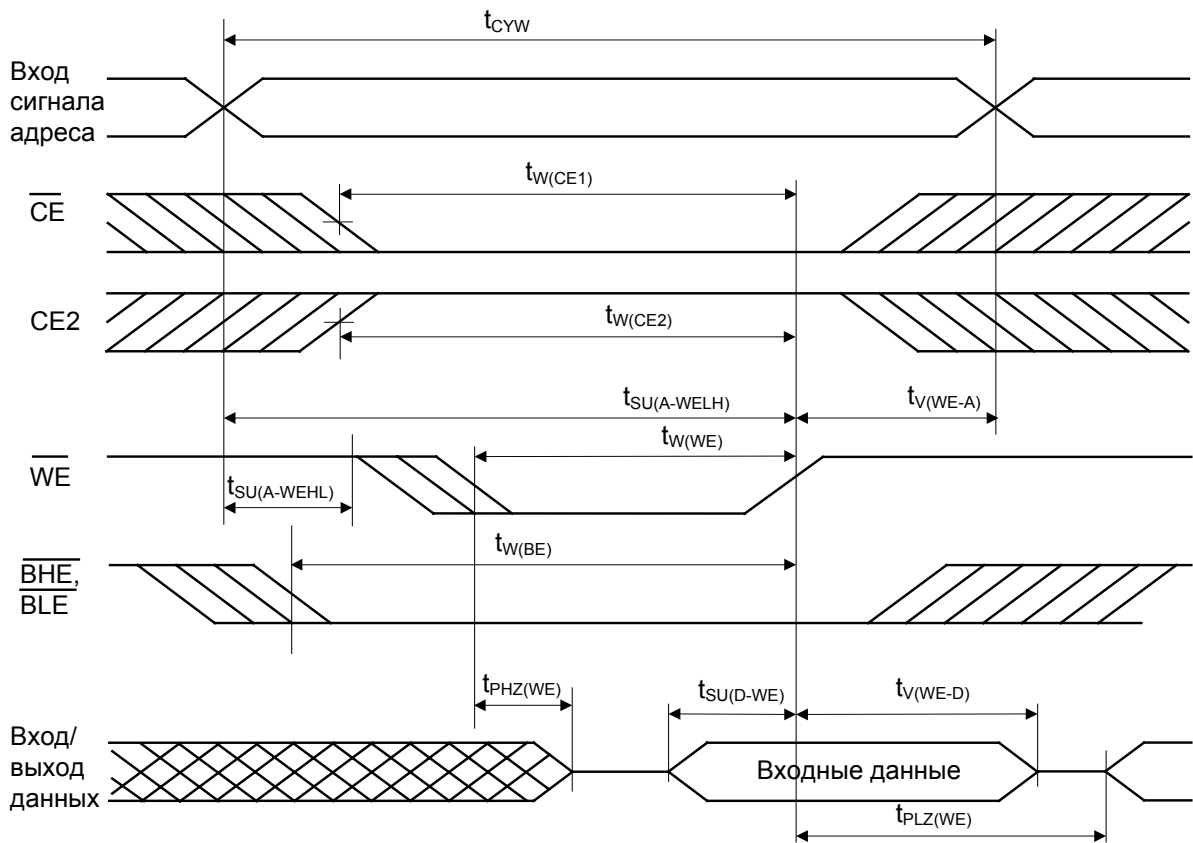 tCYW
Вход
сигнала
адреса
tW(CE1)
CE
CE2
tW(CE2)
tSU(A-WELH)
tV(WE-A)
tW(WE)
WE
tSU(A-WEHL)
tW(BE)
BHE,
BLE
tPHZ(WE)
tSU(D-WE)
tV(WE-D)
Вход/
выход
данных
Входные данные
tPLZ(WE)